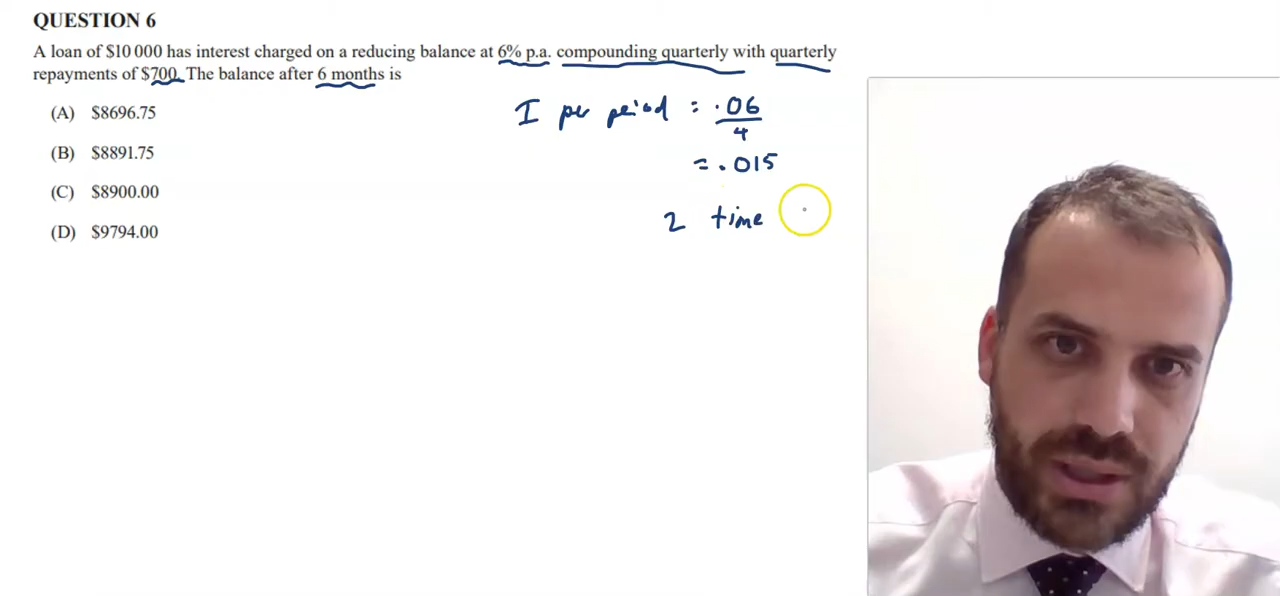 QUESTION 6
A loan of $10 000 has interest charged on a reducing balance at 6% p.a. compounding quarterly with quarterly
repayments of $700. The balance after 6 months is
(A) $8696.75
(B) $8891.75
(C) $8900.00
(D) $9794.00
I per period = .06
4
= .015
2 time